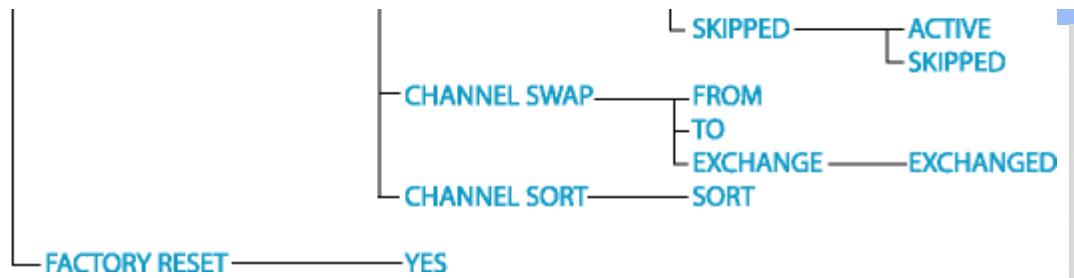 SKIPPED ACTIVE
SKIPPED
CHANNEL SWAP FROM
TO
EXCHANGE EXCHANGED
CHANNEL SORT SORT
FACTORY RESET YES